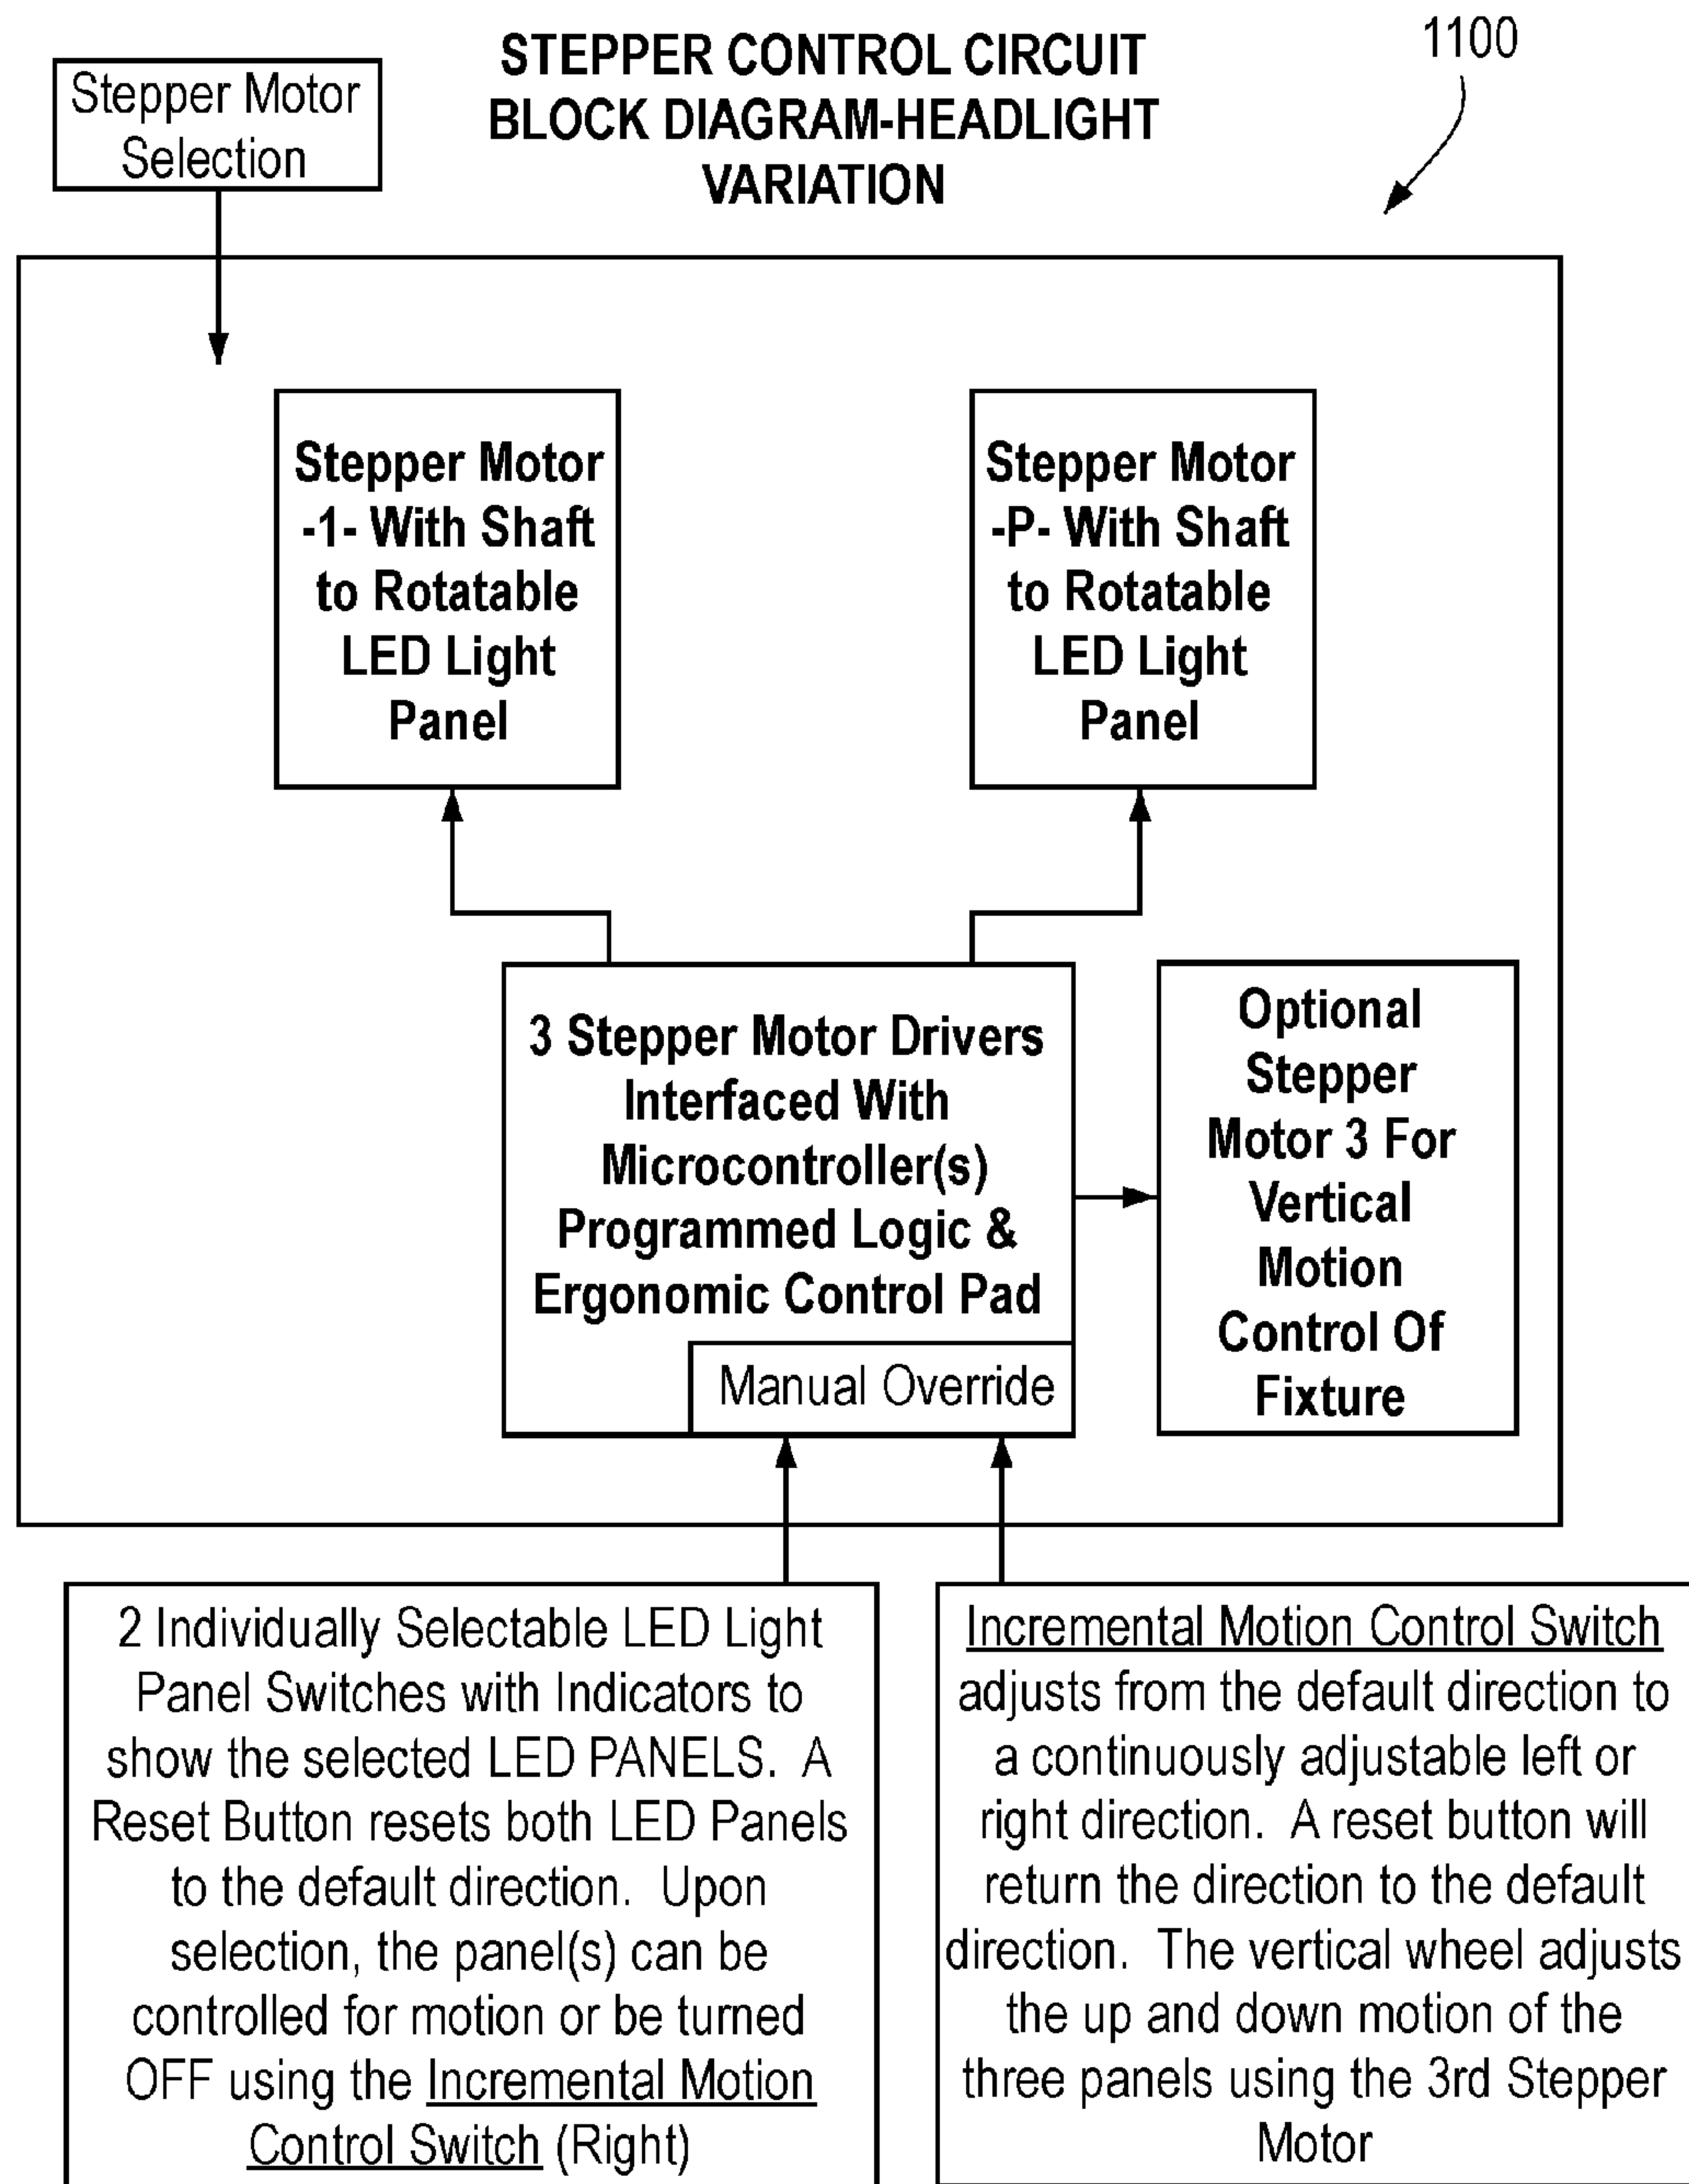 1100
STEPPER CONTROL CIRCUIT
BLOCK DIAGRAM-HEADLIGHT
VARIATION
Stepper Motor
Selection
Stepper Motor
-1- With Shaft
to Rotatable
LED Light
Panel
Stepper Motor
-P- With Shaft
to Rotatable
LED Light
Panel
3 Stepper Motor Drivers
Interfaced With
Microcontroller(s)
Programmed Logic &
Ergonomic Control Pad
Manual Override
Optional
Stepper
Motor 3 For
Vertical
Motion
Control Of
Fixture
2 Individually Selectable LED Light
Panel Switches with Indicators to
show the selected LED PANELS. A
Reset Button resets both LED Panels
to the default direction. Upon
selection, the panel(s) can be
controlled for motion or be turned
OFF using the Incremental Motion
Control Switch (Right)
Incremental Motion Control Switch
adjusts from the default direction to
a continuously adjustable left or
right direction. A reset button will
return the direction to the default
direction. The vertical wheel adjusts
the up and down motion of the
three panels using the 3rd Stepper
Motor